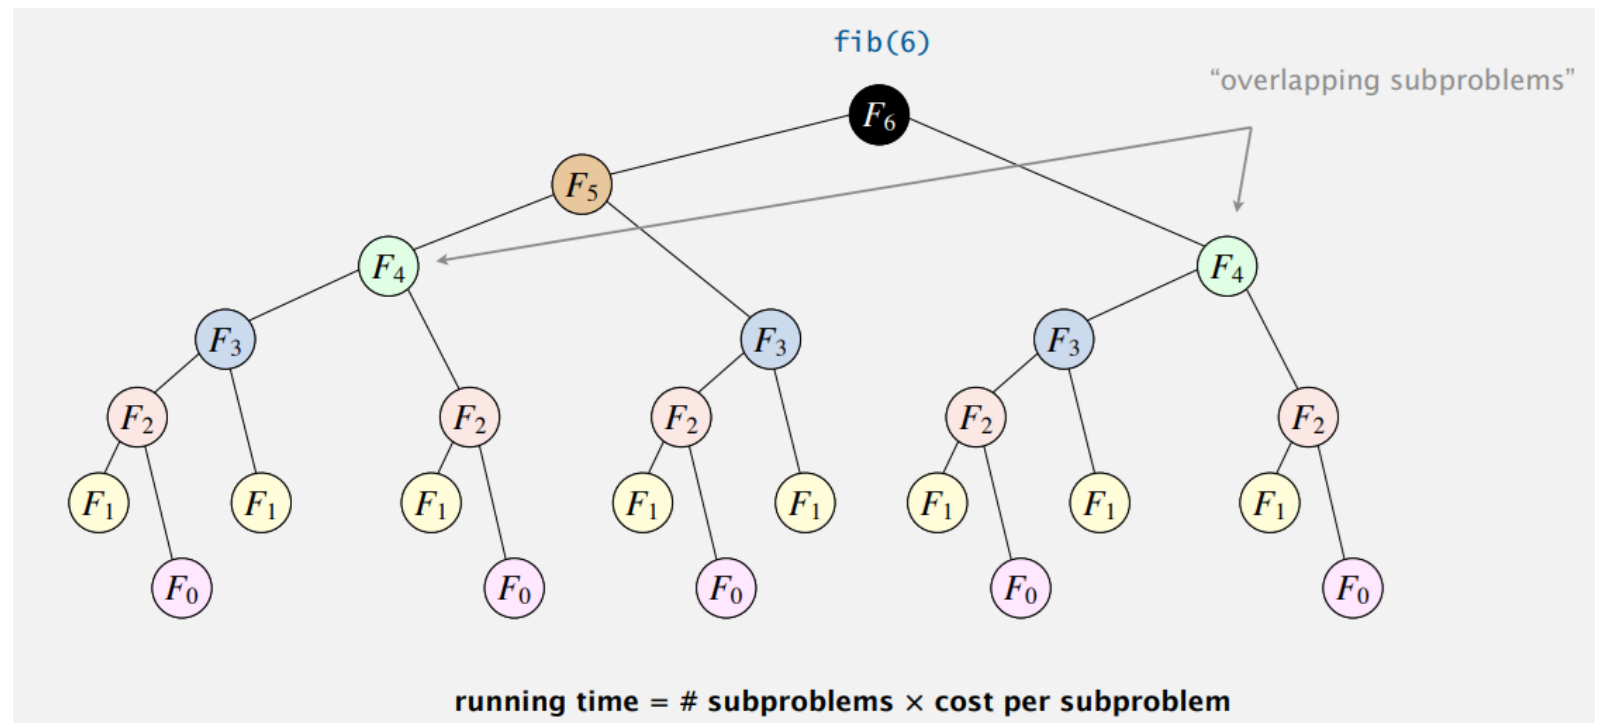 fib(6)
“overlapping subproblems”
F6
F5
F4 F4
F3 F3 F3
F2 F2 F2 F2 F2
F1 F1 F1 F1 F1 F1 F1 F1
F0 F0 F0 F0 F0
running time = # subproblems × cost per subproblem